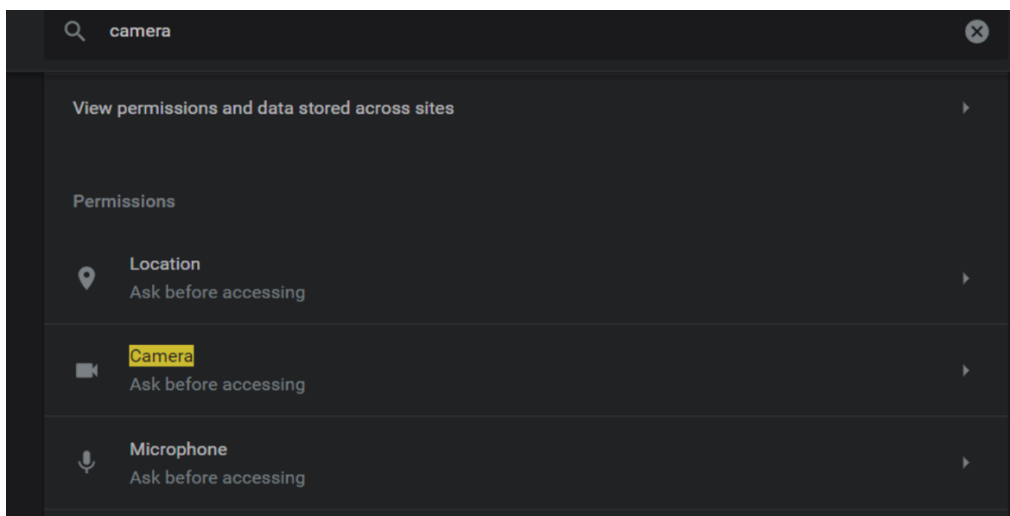 camera
View permissions and data stored across sites
Permissions
Location
Ask before accessing
Camera
Ask before accessing
Microphone
Ask before accessing